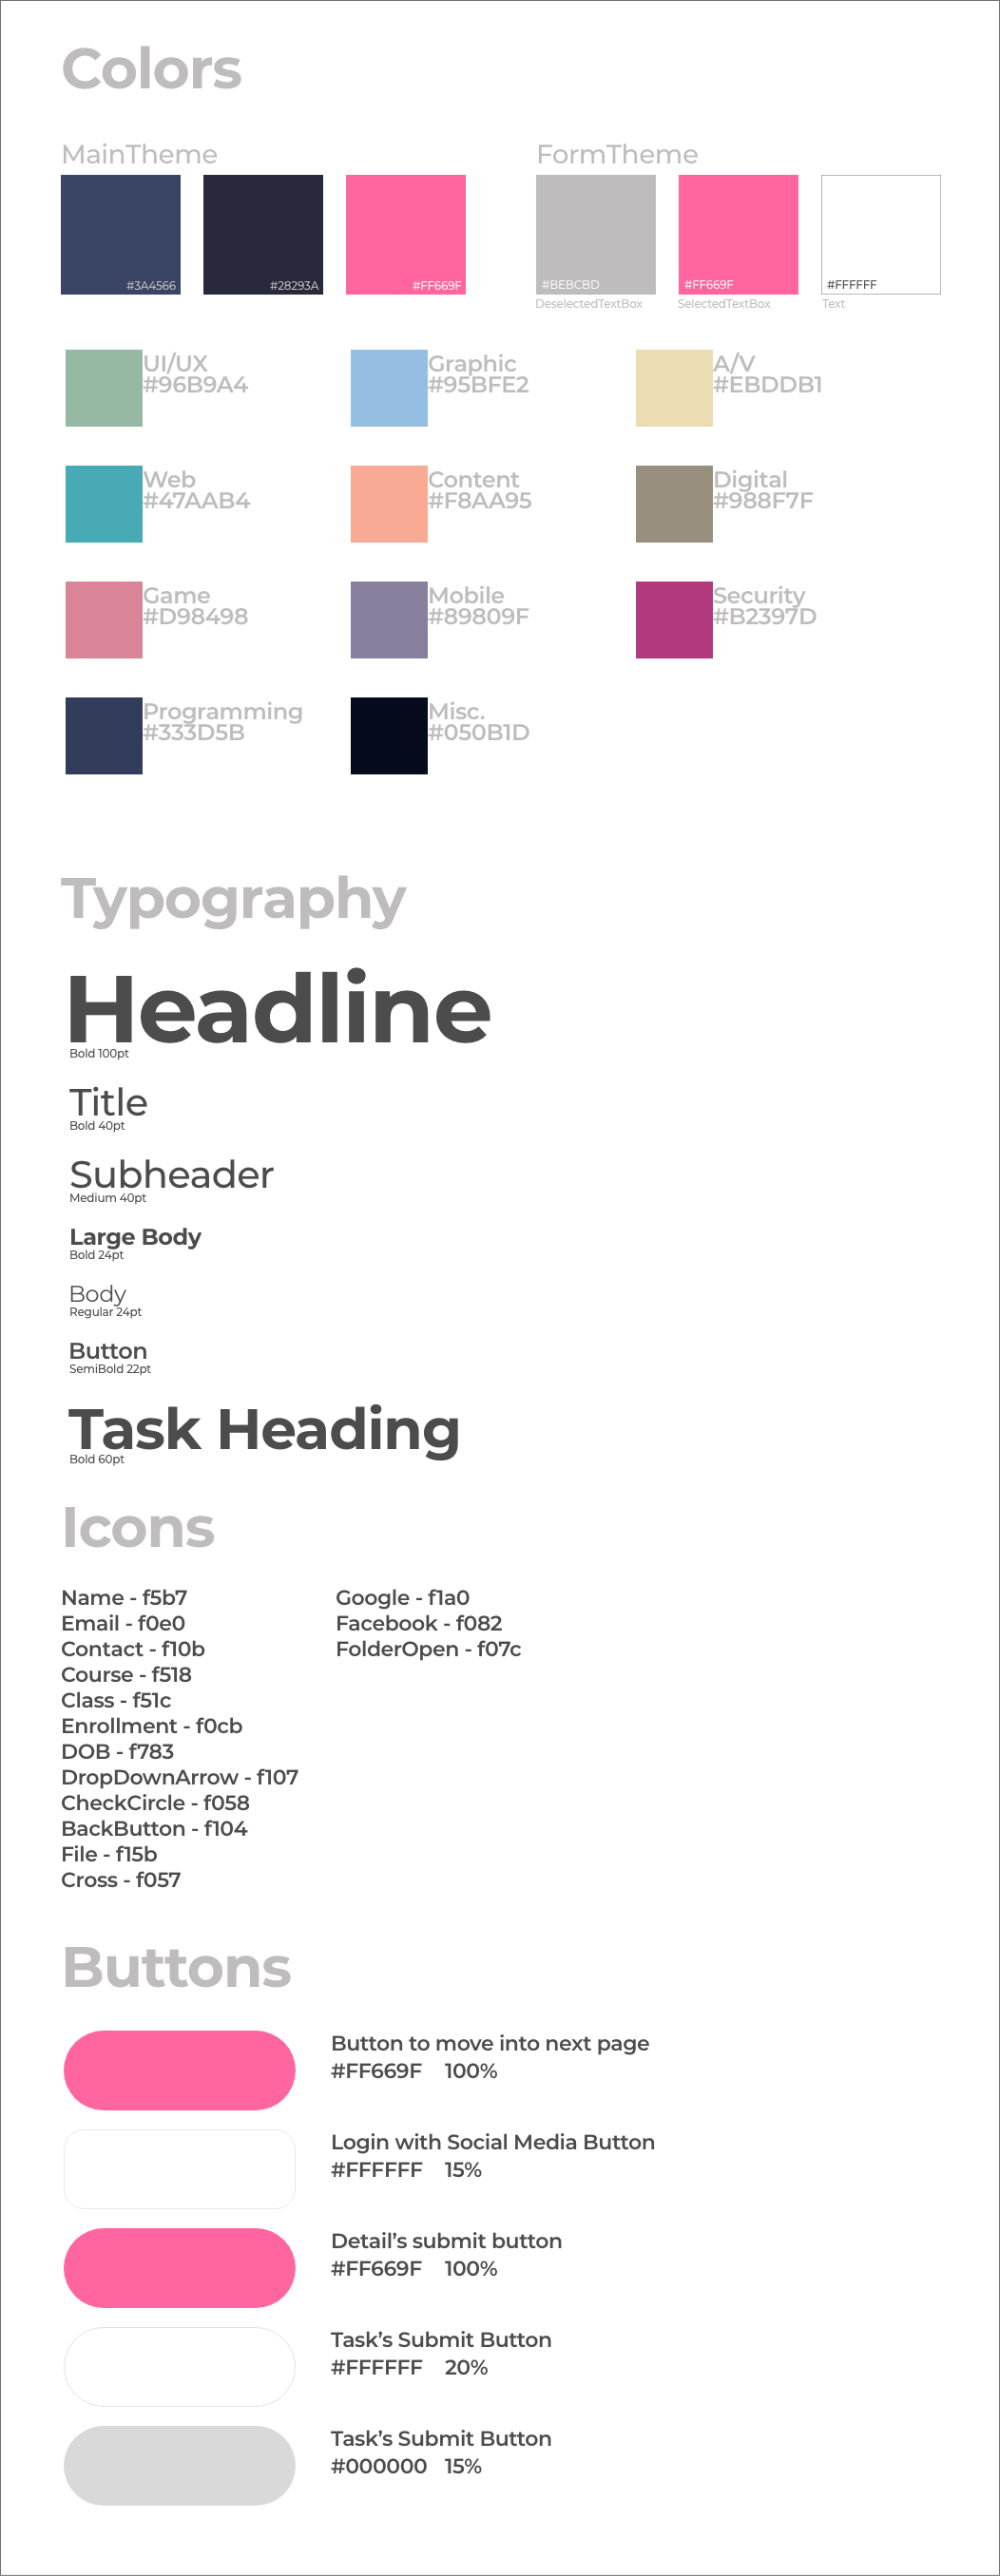 Colors
MainTheme
#3A4566
#28293A
#FF669F
FormTheme
#BEBCBD
DeselectedTextBox
#FF669F
SelectedTextBox
#FFFFFF
Text
UI/UX
#96B9A4
Graphic
#95BFE2
A/V
#EBDDB1
Web
#47AAB4
Content
#F8AA95
Digital
#988F7F
Game
#D98498
Mobile
#89809F
Security
#B2397D
Programming
#333D5B
Misc.
#050B1D
Typography
Headline
Bold 100pt
Title
Bold 40pt
Subheader
Medium 40pt
Large Body
Bold 24pt
Body
Regular 24pt
Button
SemiBold 22pt
Task Heading
Bold 60pt
Icons
Name - f5b7
Email - f0e0
Contact - f10b
Course - f518
Class - f51c
Enrollment - f0cb
DOB - f783
DropDownArrow - f107
CheckCircle - f058
BackButton - f104
File - f15b
Cross - f057
Google - f1a0
Facebook - f082
FolderOpen - f07c
Buttons
Button to move into next page
#FF669F 100%
Login with Social Media Button
#FFFFFF 15%
Detail’s submit button
#FF669F 100%
Task’s Submit Button
#FFFFFF 20%
Task’s Submit Button
#000000 15%